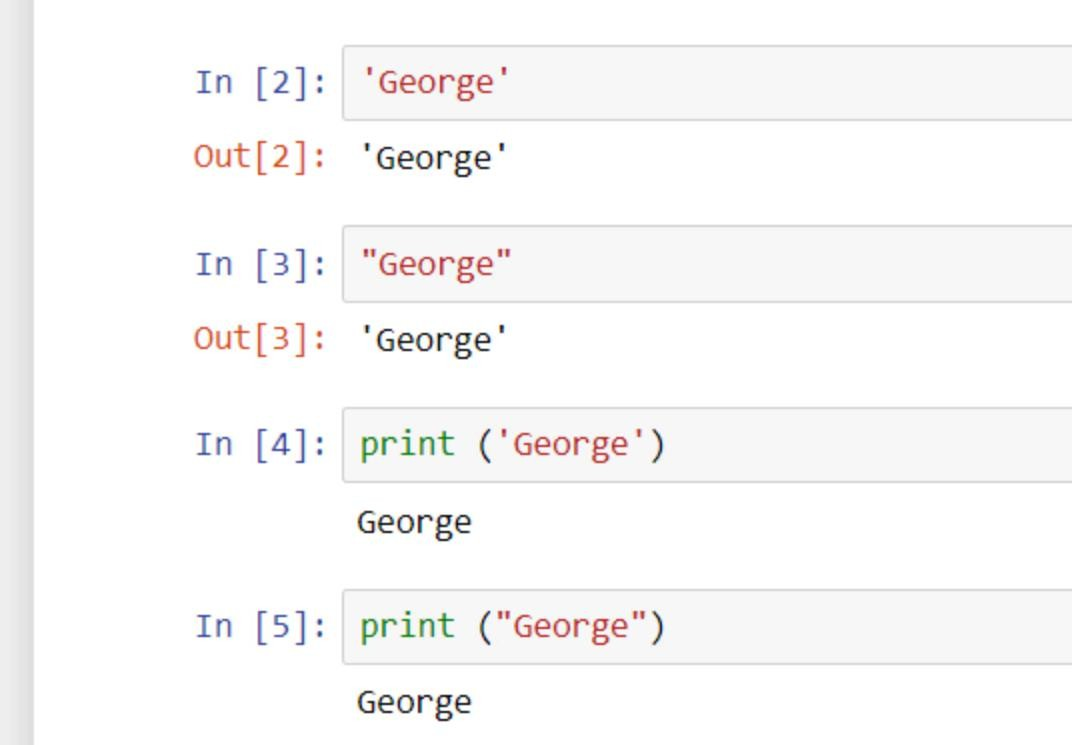 In [2]: 'George'
Out[2]: 'George'
In [3]: "George"
Out[3]: 'George'
In [4]: print ('George')
George
In [5]: print ("George")
George